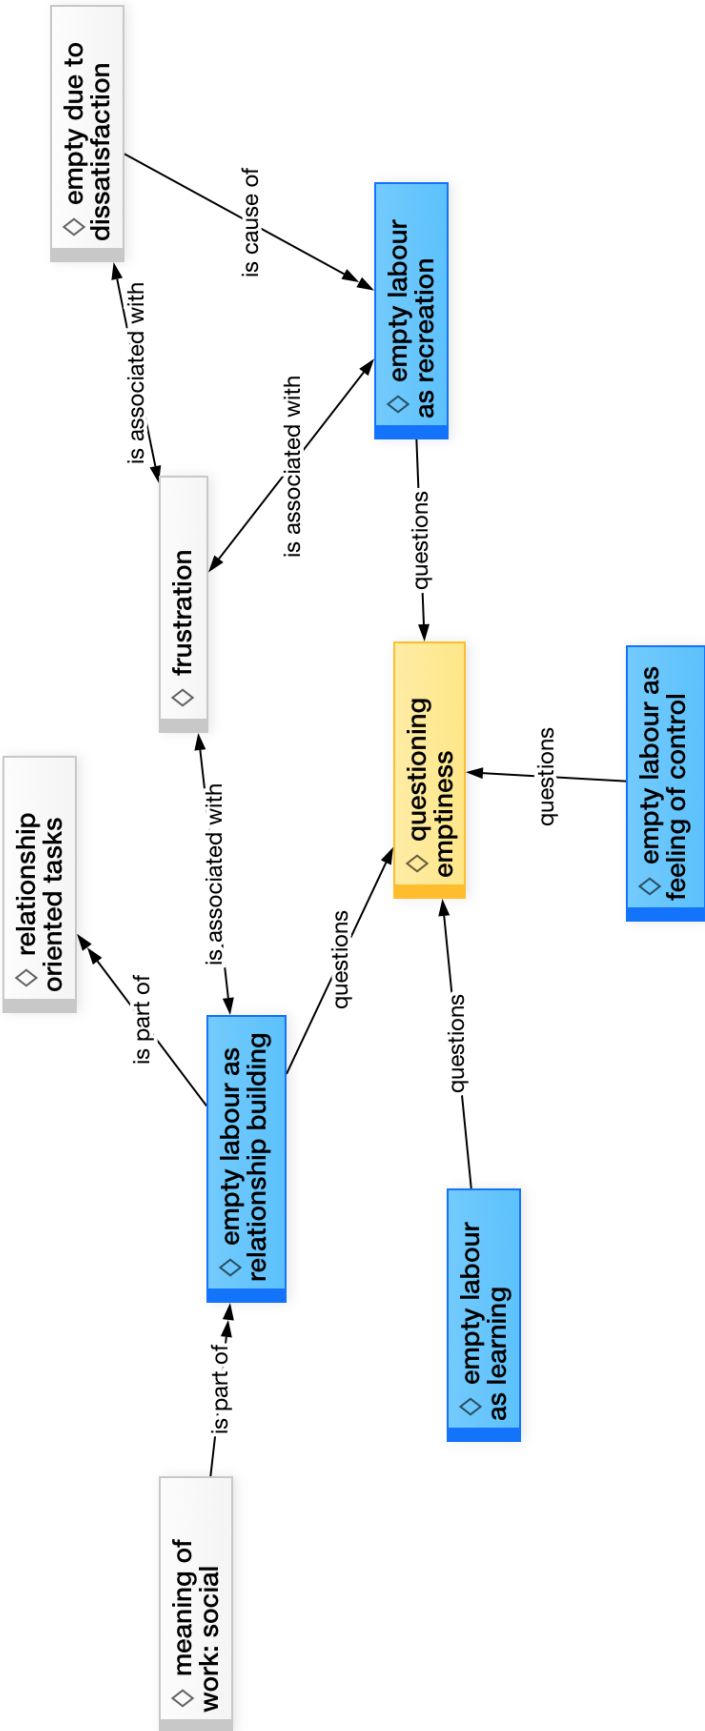 ◇ relationship
oriented tasks
◇ empty due to
dissatisfaction
is associated with
is cause of
◇ meaning of
work: social
is part of
◇ empty labour as
relationship building
is part of
is associated with
◇ frustration
is associated with
◇ empty labour
as recreation
questions
questions
◇ questioning
emptiness
questions
◇ empty labour
as learning
questions
◇ empty labour as
feeling of control